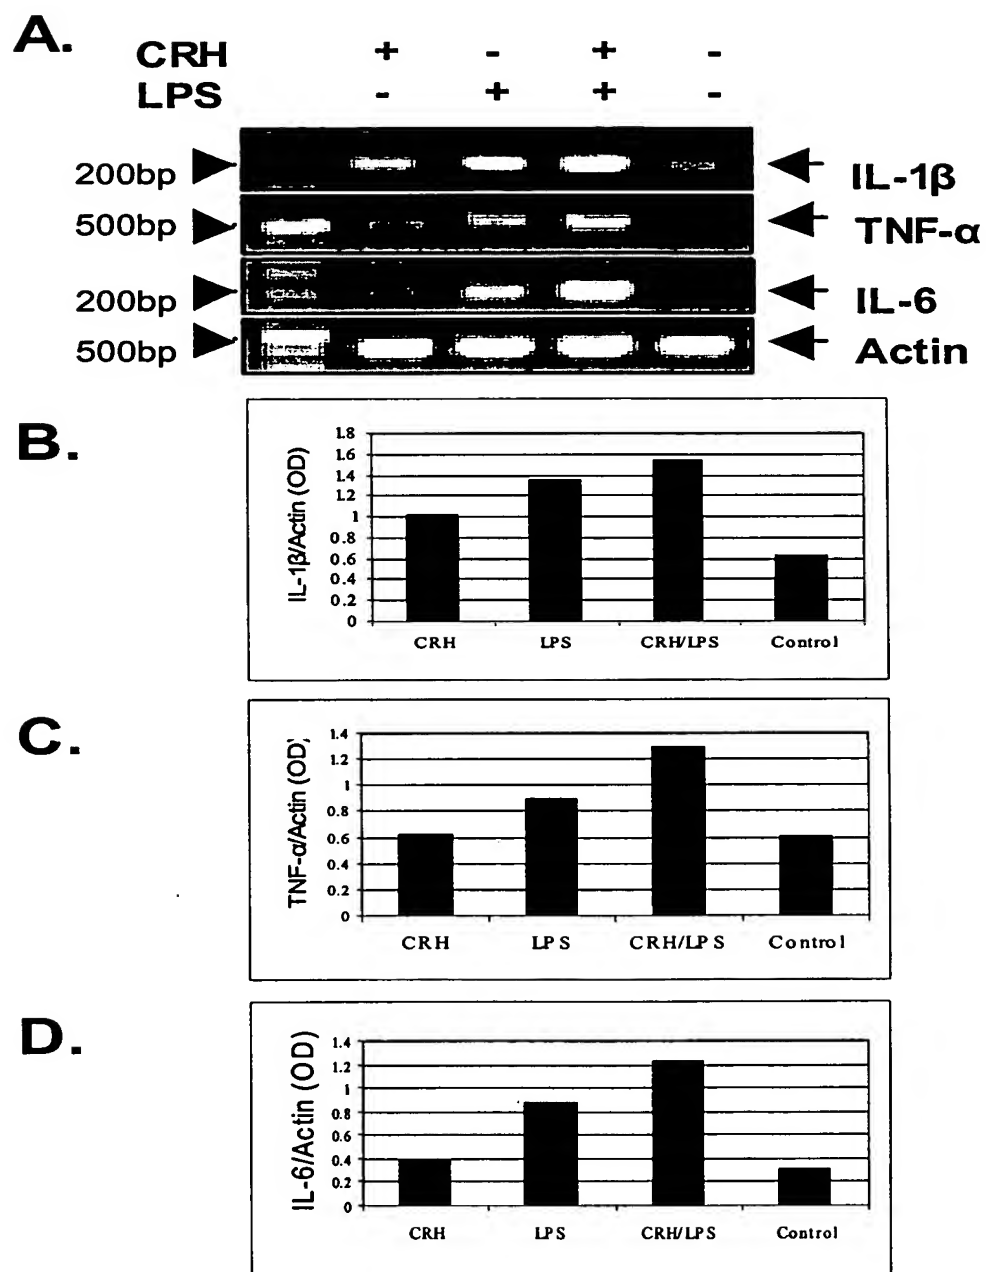 A.
CRH + - + -
LPS - + + -
200bp IL-1β
500bp TNF-α
200bp IL-6
500bp Actin
B.
IL-1β/Actin (OD)
1.8
1.6
1.4
1.2
1
0.8
0.6
0.4
0.2
0
CRH LPS CRH/LPS Control
C.
TNF-α/Actin (OD)
1.4
1.2
1
0.8
0.6
0.4
0.2
0
CRH LPS CRH/LPS Control
D.
IL-6/Actin (OD)
1.4
1.2
1
0.8
0.6
0.4
0.2
0
CRH LPS CRH/LPS Control